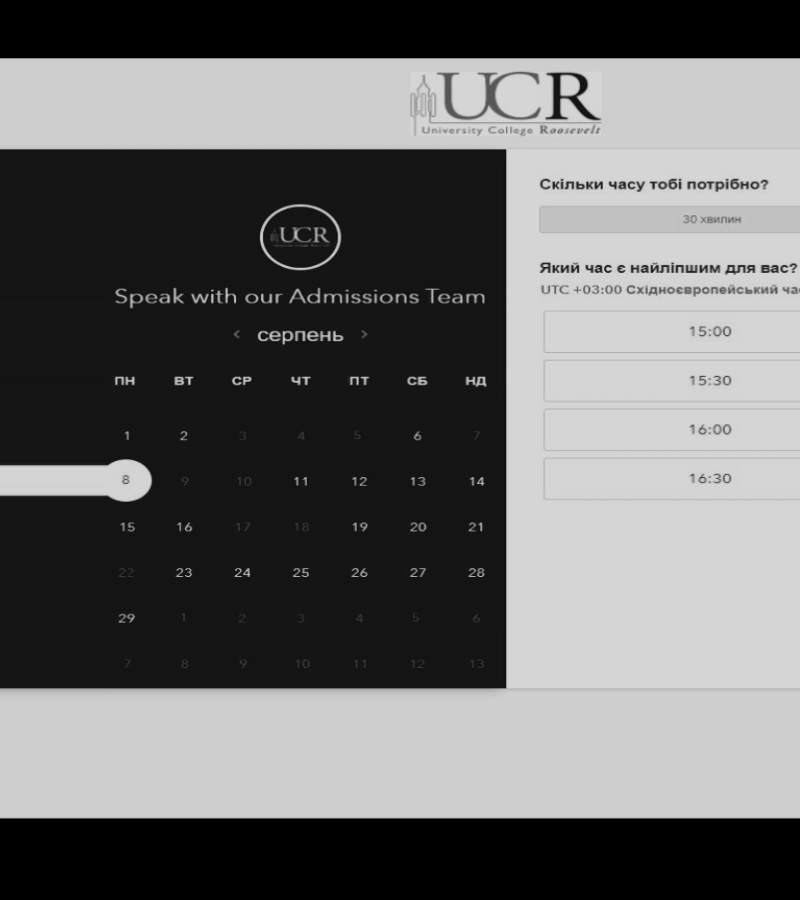 UCR
University College Roosevelt
UCR
Speak with our Admissions Team
< серпень >
ПН ВТ СР ЧТ ПТ СБ НД
1 2 3 4 5 6 7
8 9 10 11 12 13 14
15 16 17 18 19 20 21
22 23 24 25 26 27 28
29 1 2 3 4 5 6
7 8 9 10 11 12 13
Скільки часу тобі потрібно?
30 хвилин
Який час є найліпшим для вас?
UTC +03:00 Східноєвропейський
15:00
15:30
16:00
16:30